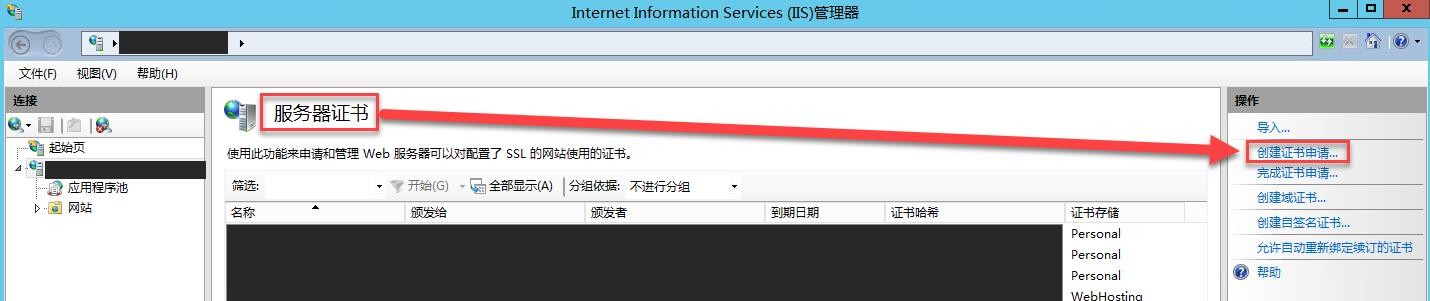 Internet Information Services (IIS)管理器
文件(F) 视图(V) 帮助(H)
连接
起始页
应用程序池
网站
服务器证书
使用此功能来申请和管理 Web 服务器可以对配置了 SSL 的网站使用的证书。
筛选: 开始(G) 全部显示(A) 分组依据: 不进行分组
名称 颁发给 颁发者 到期日期 证书哈希 证书存储
Personal
Personal
Personal
WebHosting
操作
导入...
创建证书申请...
完成证书申请...
创建域证书...
创建自签名证书...
允许自动重新绑定续订的证书
帮助